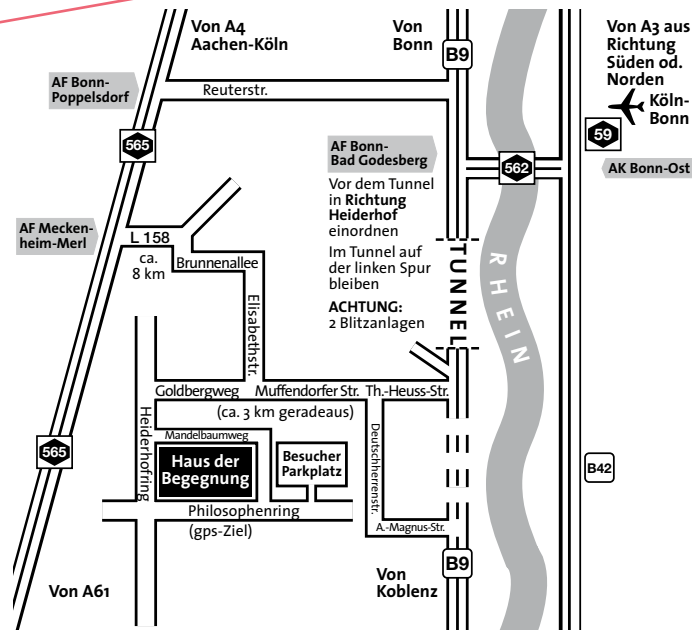 Von A4
Aachen-Köln
Von
Bonn
B9
Von A3 aus
Richtung
Süden od.
Norden
Köln-
Bonn
59
AK Bonn-Ost
AF Bonn-
Poppelsdorf
Reuterstr.
565
AF Bonn-
Bad Godesberg
562
Vor dem Tunnel
in Richtung
Heiderhof
einordnen
Im Tunnel auf
der linken Spur
bleiben
ACHTUNG:
2 Blitzanlagen
TUNNEL
RHEIN
AF Mecken-
heim-Merl
L 158
ca.
8 km
Brunnenallee
Elisabethstr.
Goldbergweg
Muffendorfer Str.
Th.-Heuss-Str.
(ca. 3 km geradeaus)
Heiderhofring
Mandelbaumweg
Deutschherrenstr.
565
Haus der
Begegnung
Besucher
Parkplatz
B42
Philosophenring
(gps-Ziel)
A.-Magnus-Str.
B9
Von A61
Von
Koblenz